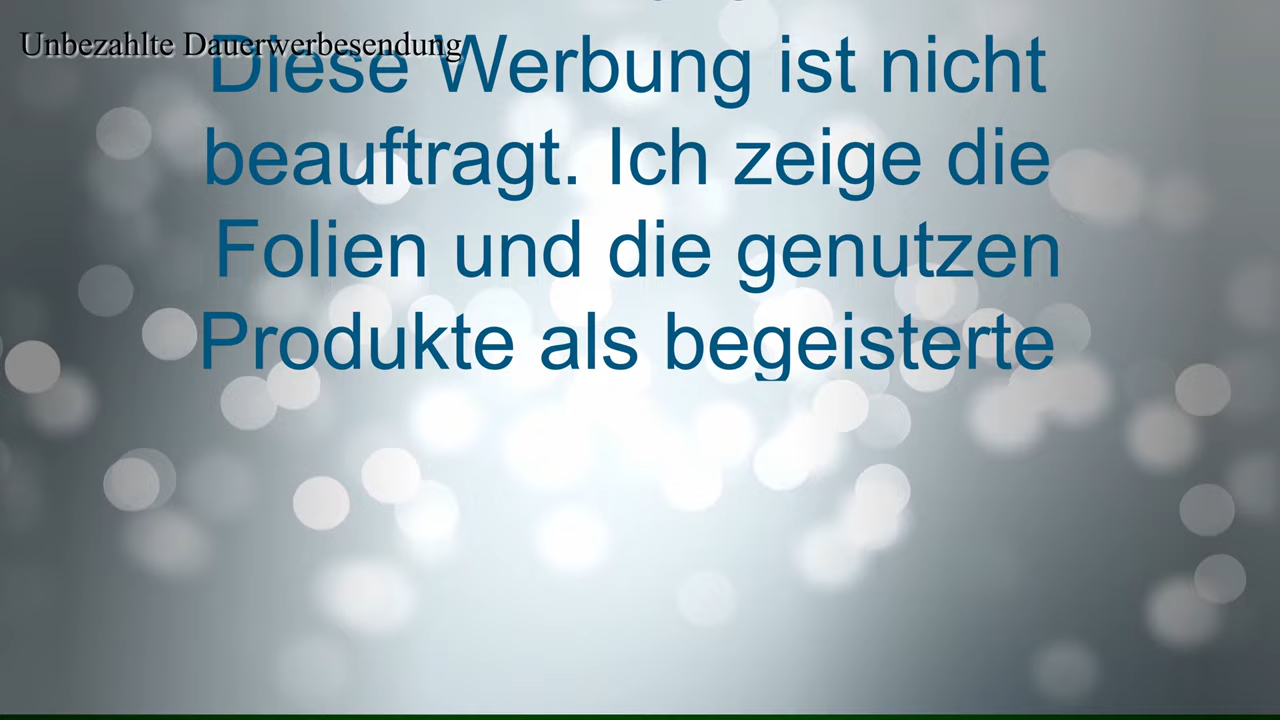 Unbezahlte Dauerwerbesendung
Diese Werbung ist nicht
beauftragt. Ich zeige die
Folien und die genutzen
Produkte als begeisterte